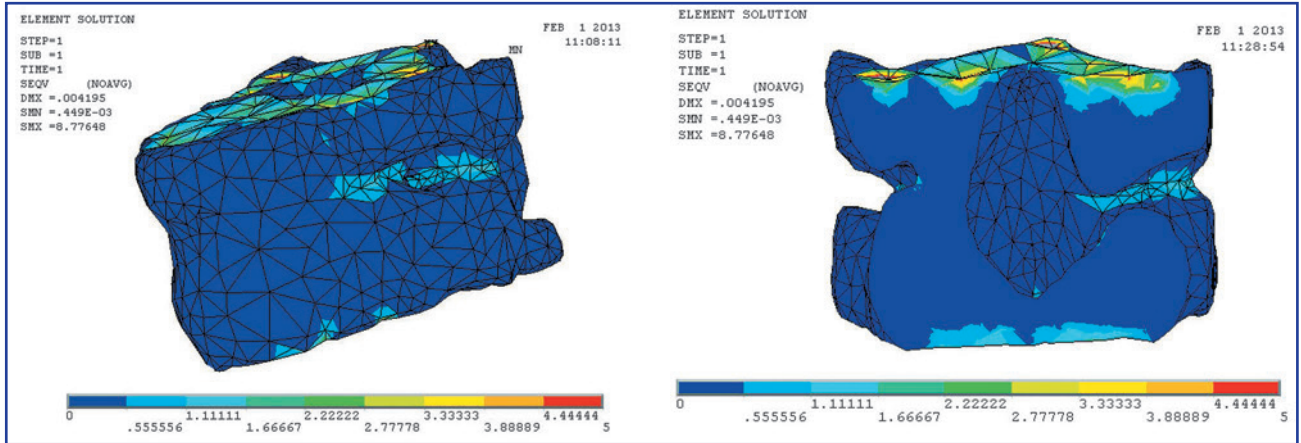 ELEMENT SOLUTION
STEP=1
SUB =1
TIME=1
SEQV (NOAVG)
DMX =.004195
SMN =.449E-03
SMX =8.77648
FEB 1 2013
11:08:11
MN
0 1.11111 2.22222 3.33333 4.44444
.555556 1.66667 2.77778 3.88889 5
ELEMENT SOLUTION
STEP=1
SUB =1
TIME=1
SEQV (NOAVG)
DMX =.004195
SMN =.449E-03
SMX =8.77648
FEB 1 2013
11:28:54
0 1.11111 2.22222 3.33333 4.44444
.555556 1.66667 2.77778 3.88889 5